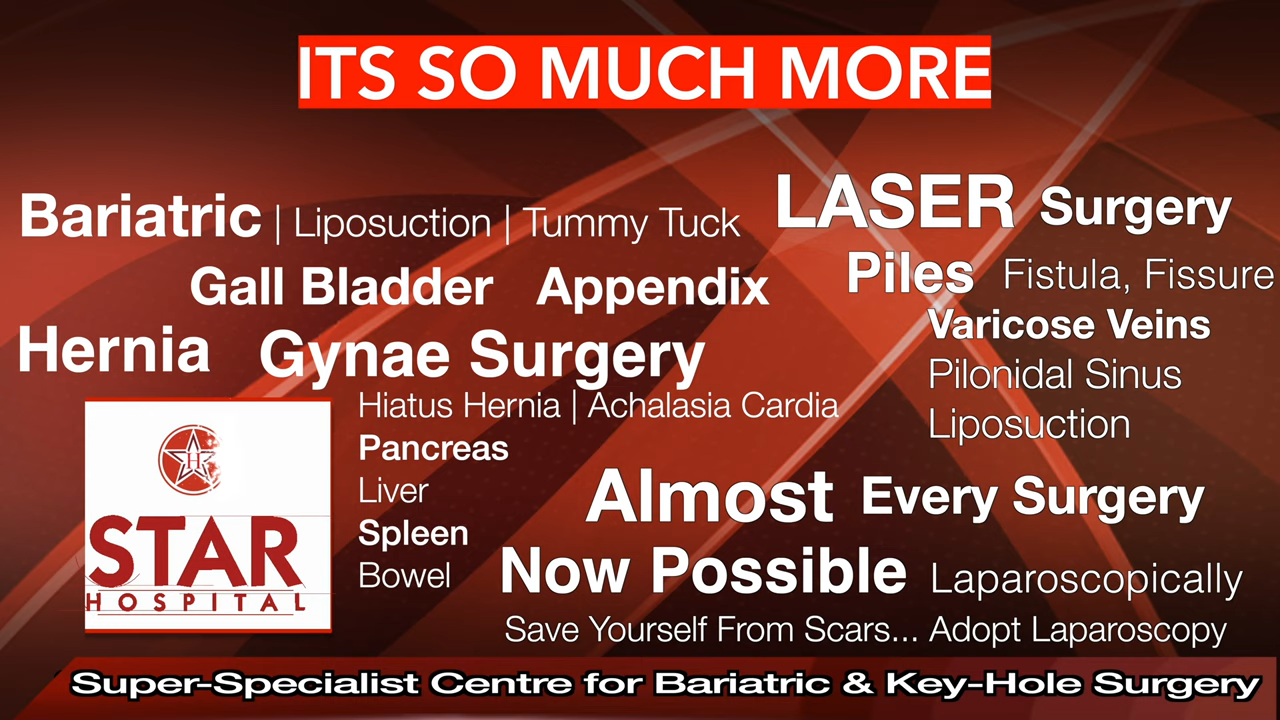 ITS SO MUCH MORE
Bariatric | Liposuction | Tummy Tuck
Gall Bladder Appendix
Hernia Gynae Surgery
Hiatus Hernia | Achalasia Cardia
Pancreas
Liver
Spleen
Bowel
LASER Surgery
Piles Fistula, Fissure
Varicose Veins
Pilonidal Sinus
Liposuction
Almost Every Surgery
Now Possible Laparoscopically
Save Yourself From Scars... Adopt Laparoscopy
H
STAR
HOSPITAL
Super-Specialist Centre for Bariatric & Key-Hole Surgery